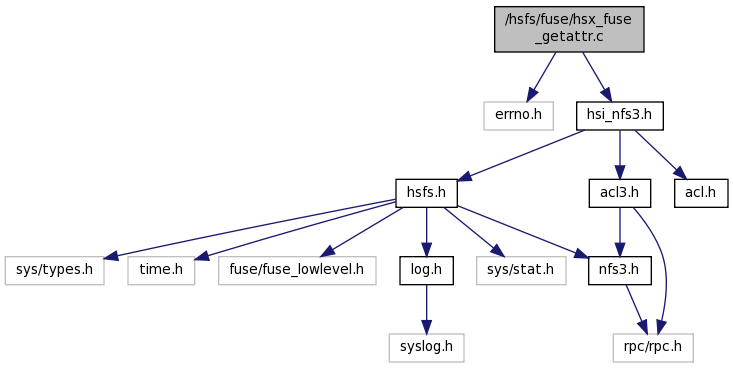 /hsfs/fuse/hsx_fuse
_getattr.c
errno.h
hsi_nfs3.h
hsfs.h
acl3.h
acl.h
sys/types.h
time.h
fuse/fuse_lowlevel.h
log.h
sys/stat.h
nfs3.h
syslog.h
rpc/rpc.h